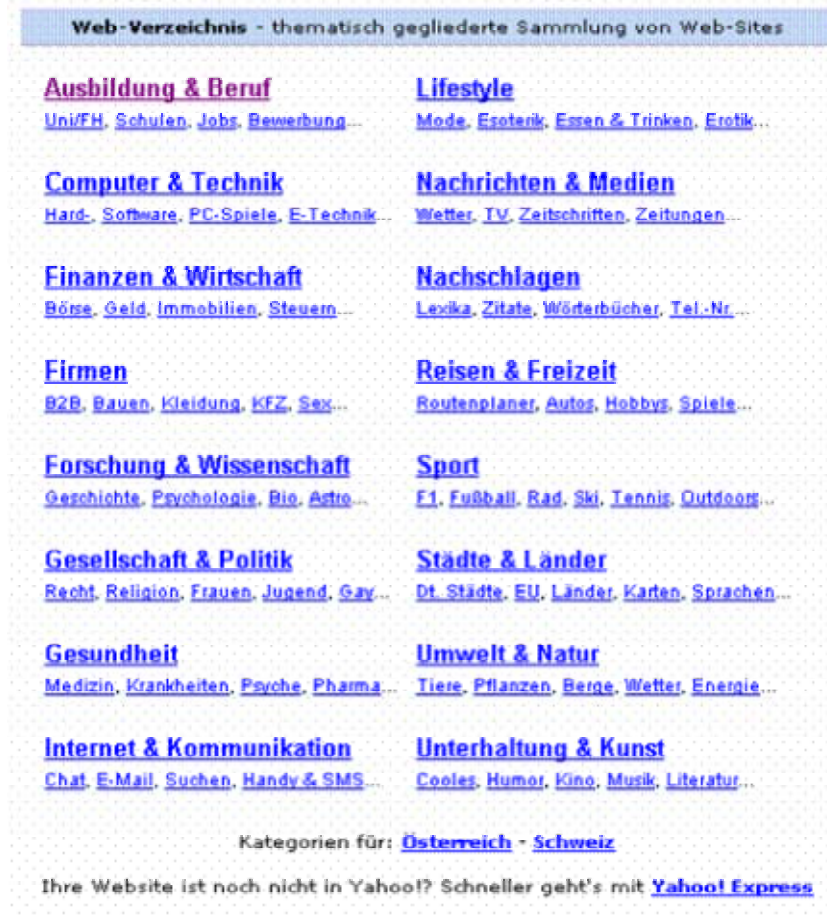 Web-Verzeichnis - thematisch gegliederte Sammlung von Web-Sites
Ausbildung & Beruf
Uni/FH, Schulen, Jobs, Bewerbung...
Computer & Technik
Hard-, Software, PC-Spiele, E-Technik...
Finanzen & Wirtschaft
Börse, Geld, Immobilien, Steuern...
Firmen
B2B, Bauen, Kleidung, KFZ, Sex...
Forschung & Wissenschaft
Geschichte, Psychologie, Bio, Astro...
Gesellschaft & Politik
Recht, Religion, Frauen, Jugend, Gay...
Gesundheit
Medizin, Krankheiten, Psyche, Pharma...
Internet & Kommunikation
Chat, E-Mail, Suchen, Handy & SMS...
Lifestyle
Mode, Esoterik, Essen & Trinken, Erotik...
Nachrichten & Medien
Wetter, TV, Zeitschriften, Zeitungen...
Nachschlagen
Lexika, Zitate, Wörterbücher, Tel.-Nr....
Reisen & Freizeit
Routenplaner, Autos, Hobbys, Spiele...
Sport
F1, Fußball, Rad, Ski, Tennis, Outdoors...
Städte & Länder
Dt. Städte, EU, Länder, Karten, Sprachen...
Umwelt & Natur
Tiere, Pflanzen, Berge, Wetter, Energie...
Unterhaltung & Kunst
Cooles, Humor, Kino, Musik, Literatur...
Kategorien für: Österreich - Schweiz
Ihre Website ist noch nicht in Yahoo!? Schneller geht's mit Yahoo! Express